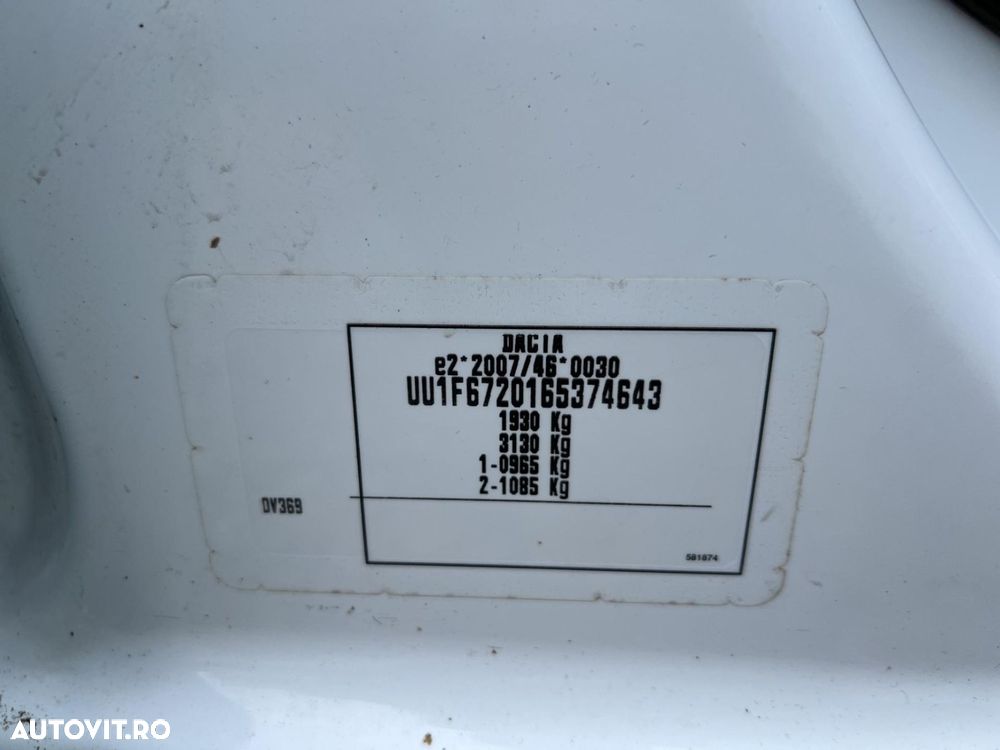 DACIA
e2*2007/46*0030
UU1F6720165374643
1930 Kg
3130 Kg
1-0965 Kg
2-1085 Kg
DV369
581874
AUTOVIT.RO